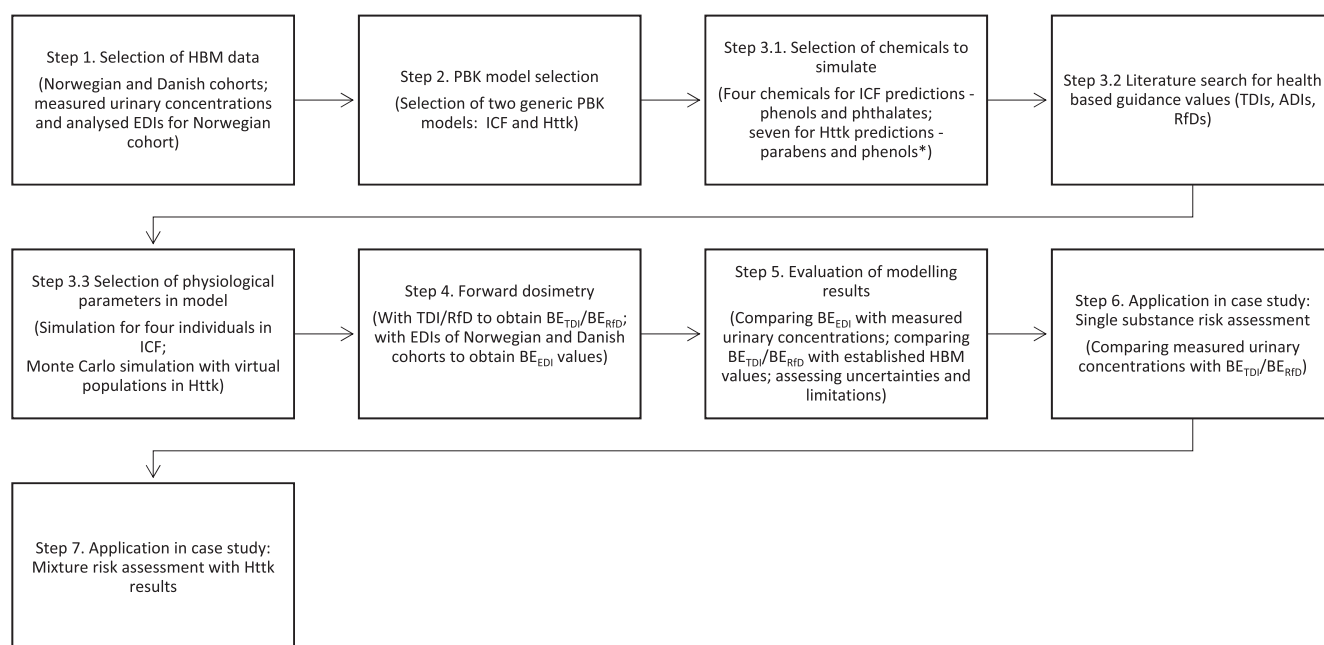 Step 1. Selection of HBM data
(Norwegian and Danish cohorts;
measured urinary concentrations
and analysed EDIs for Norwegian
cohort)
Step 2. PBK model selection
(Selection of two generic PBK
models: ICF and Httk)
Step 3.1. Selection of chemicals to
simulate
(Four chemicals for ICF predictions -
phenols and phthalates;
seven for Httk predictions -
parabens and phenols*)
Step 3.2 Literature search for health
based guidance values (TDIs, ADIs,
RfDs)
Step 3.3 Selection of physiological
parameters in model
(Simulation for four individuals in
ICF;
Monte Carlo simulation with virtual
populations in Httk)
Step 4. Forward dosimetry
(With TDI/RfD to obtain BE_TDI/BE_RfD;
with EDIs of Norwegian and Danish
cohorts to obtain BE_EDI values)
Step 5. Evaluation of modelling
results
(Comparing BE_EDI with measured
urinary concentrations; comparing
BE_TDI/BE_RfD with established HBM
values; assessing uncertainties and
limitations)
Step 6. Application in case study:
Single substance risk assessment
(Comparing measured urinary
concentrations with BE_TDI/BE_RfD)
Step 7. Application in case study:
Mixture risk assessment with Httk
results